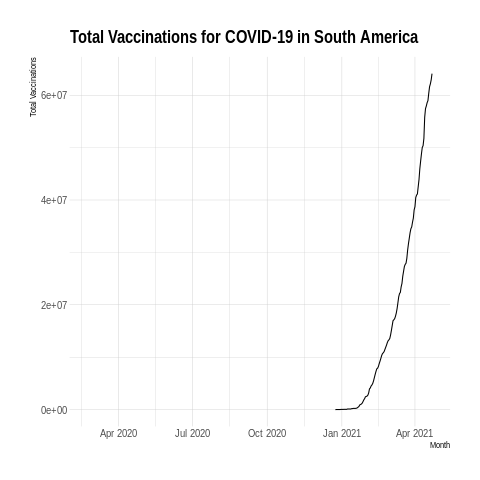 Total Vaccinations for COVID-19 in South America
Total Vaccinations
6e+07
4e+07
2e+07
0e+00
Apr 2020 Jul 2020 Oct 2020 Jan 2021 Apr 2021
Month